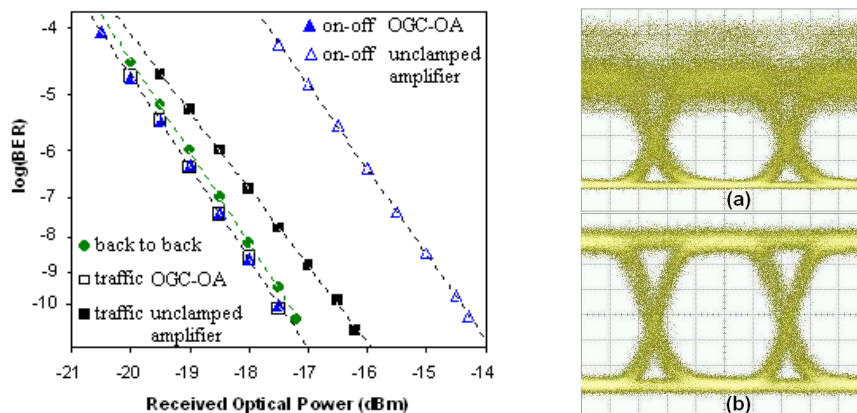 on-off OGC-OA
on-off unclamped
amplifier
-4
-5
-6
-7
-8
-9
-10
log(BER)
back to back
traffic OGC-OA
traffic unclamped
amplifier
-21 -20 -19 -18 -17 -16 -15 -14
Received Optical Power (dBm)
(a)
(b)